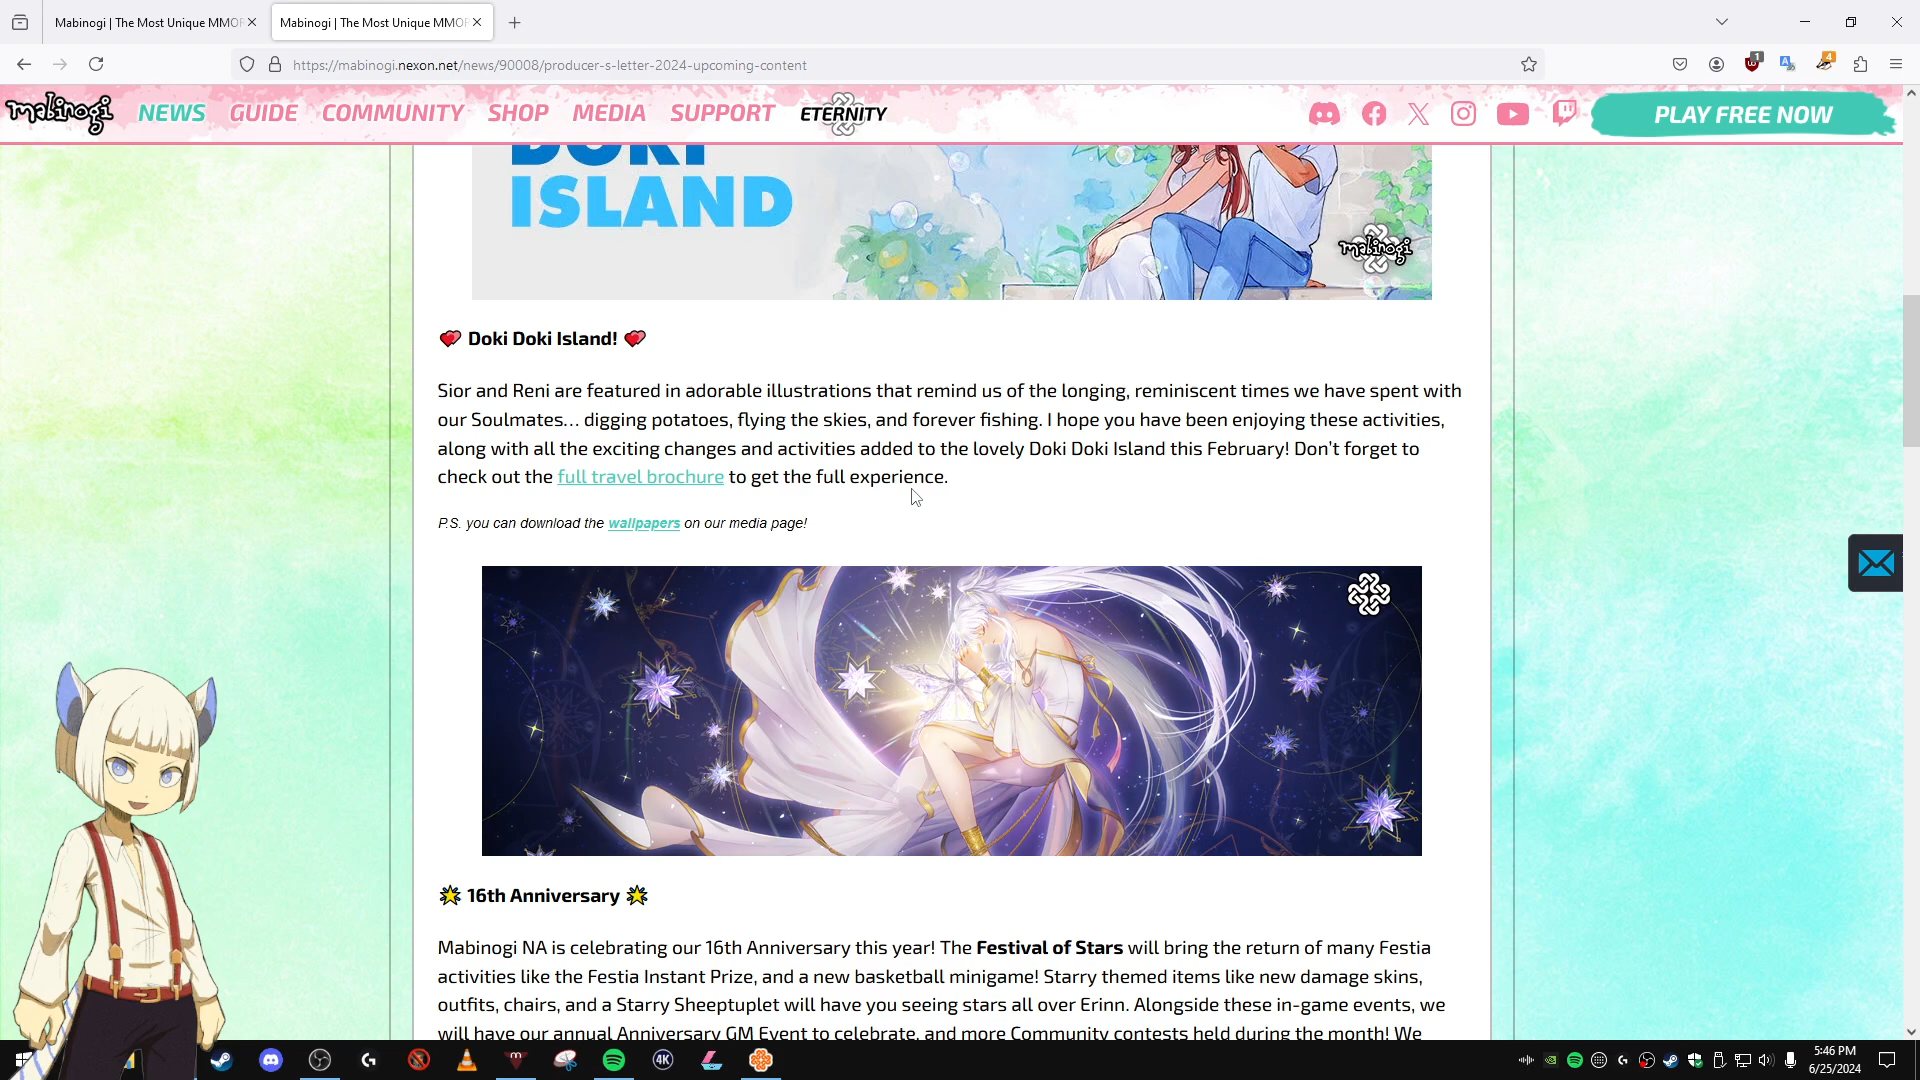 Mabinogi | The Most Unique MMOR
Mabinogi | The Most Unique MMOR
https://mabinogi.nexon.net/news/90008/producer-s-letter-2024-upcoming-content
1
4
mabinogi
NEWS
GUIDE
COMMUNITY
SHOP
MEDIA
SUPPORT
ETERNITY
PLAY FREE NOW
DOKI
ISLAND
mabinogi
Doki Doki Island!
Sior and Reni are featured in adorable illustrations that remind us of the longing, reminiscent times we have spent with
our Soulmates… digging potatoes, flying the skies, and forever fishing. I hope you have been enjoying these activities,
along with all the exciting changes and activities added to the lovely Doki Doki Island this February! Don't forget to
check out the full travel brochure to get the full experience.
P.S. you can download the wallpapers on our media page!
16th Anniversary
Mabinogi NA is celebrating our 16th Anniversary this year! The Festival of Stars will bring the return of many Festia
activities like the Festia Instant Prize, and a new basketball minigame! Starry themed items like new damage skins,
outfits, chairs, and a Starry Sheeptuplet will have you seeing stars all over Erinn. Alongside these in-game events, we
will have our annual Anniversary GM Event to celebrate, and more Community contests held during the month! We
4K
5:46 PM
6/25/2024